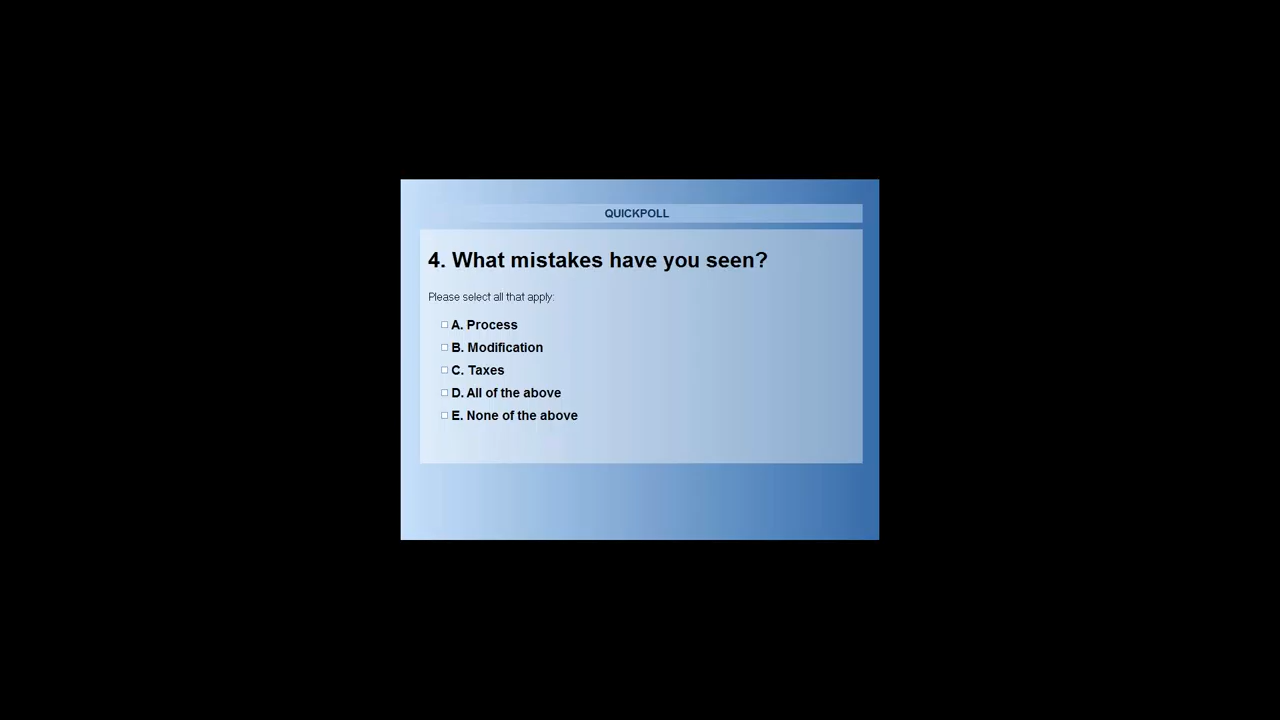 QUICKPOLL
4. What mistakes have you seen?
Please select all that apply:
A. Process
B. Modification
C. Taxes
D. All of the above
E. None of the above